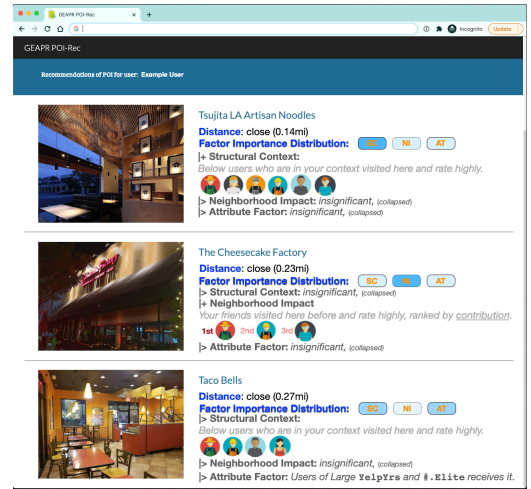 GEAPR POI-Rec
G
Incognito
Update
GEAPR POI-Rec
Recommendations of POI for user: Example User
Tsujita LA Artisan Noodles
Distance: close (0.14mi)
Factor Importance Distribution: SC NI AT
|+ Structural Context:
Below users who are in your context visited here and rate highly.
|> Neighborhood Impact: insignificant, (collapsed)
|> Attribute Factor: insignificant, (collapsed)
The Cheesecake Factory
Distance: close (0.23mi)
Factor Importance Distribution: SC NI AT
|> Structural Context: insignificant, (collapsed)
|+ Neighborhood Impact
Your friends visited here before and rate highly, ranked by contribution.
1st 2nd 3rd
|> Attribute Factor: insignificant, (collapsed)
Taco Bells
Distance: close (0.27mi)
Factor Importance Distribution: SC NI AT
|> Structural Context:
Below users who are in your context visited here and rate highly.
|> Neighborhood Impact: insignificant, (collapsed)
|> Attribute Factor: Users of Large YelpYrs and #.Elite receives it.